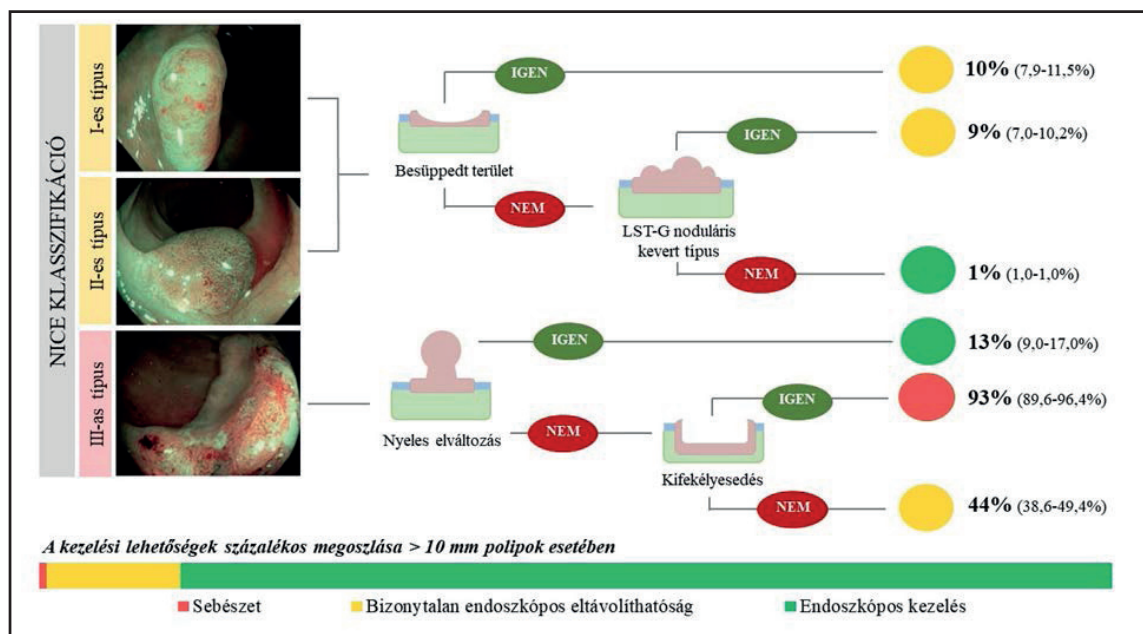 NICE KLASSZIFIKÁCIÓ
I-es típus
II-es típus
III-as típus
IGEN
10% (7,9-11,5%)
Besüppedt terület
IGEN
9% (7,0-10,2%)
NEM
LST-G noduláris
kevert típus
NEM
1% (1,0-1,0%)
IGEN
13% (9,0-17,0%)
Nyeles elváltozás
IGEN
93% (89,6-96,4%)
NEM
Kifekélyesedés
NEM
44% (38,6-49,4%)
A kezelési lehetőségek százalékos megoszlása > 10 mm polipok esetében
Sebészet
Bizonytalan endoszkópos eltávolíthatóság
Endoszkópos kezelés